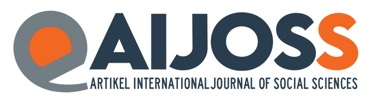 AIJOSS
ARTIKEL INTERNATIONAL JOURNAL OF SOCIAL SCIENCES